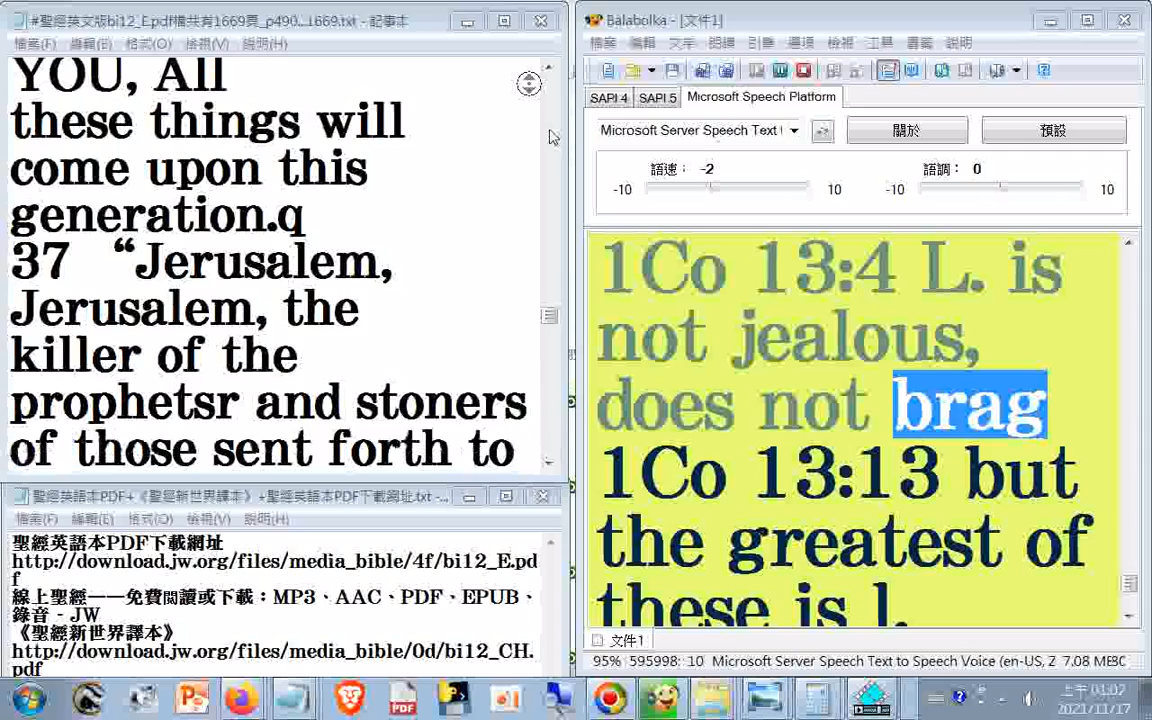 #聖經英文版bi12_E.pdf檔共有1669頁_p490...1669.txt - 記事本
檔案(F) 編輯(E) 格式(O) 檢視(V) 說明(H)
YOU, All
these things will
come upon this
generation.q
37 “Jerusalem,
Jerusalem, the
killer of the
prophetsr and stoners
of those sent forth to
聖經英語本PDF+《聖經新世界譯本》+聖經英語本PDF下載網址.txt -...
檔案(F) 編輯(E) 格式(O) 檢視(V) 說明(H)
聖經英語本PDF下載網址
http://download.jw.org/files/media_bible/4f/bi12_E.pd
f
線上聖經──免費閱讀或下載：MP3、AAC、PDF、EPUB、
錄音 - JW
《聖經新世界譯本》
http://download.jw.org/files/media_bible/0d/bi12_CH.
pdf
Balabolka - [文件1]
檔案 編輯 文字 朗讀 引擎 選項 檢視 工具 書籤 說明
SAPI 4 SAPI 5 Microsoft Speech Platform
Microsoft Server Speech Text 關於 預設
語速： -2 語調： 0
-10 10 -10 10
1Co 13:4 L. is
not jealous,
does not brag
1Co 13:13 but
the greatest of
these is l.
文件1
95% 595998: 10 Microsoft Server Speech Text to Speech Voice (en-US, Z 7.08 MB
PDF
上午 01:02
2021/11/17